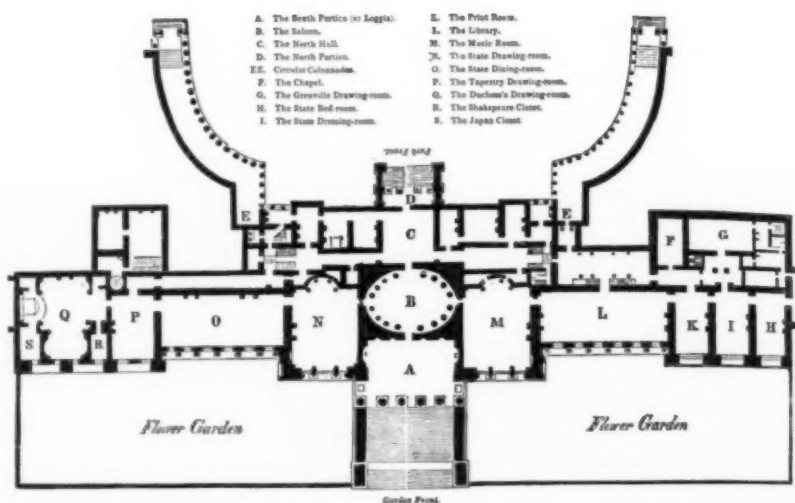 A. The South Portico (or Loggia).
B. The Saloon.
C. The North Hall.
D. The North Portico.
EE. Circular Colonnades.
F. The Chapel.
G. The Grenville Drawing-room.
H. The State Bed-room.
I. The State Dressing-room.
K. The Print Room.
L. The Library.
M. The Music Room.
N. The State Drawing-room.
O. The State Dining-room.
P. The Tapestry Drawing-room.
Q. The Duchess's Drawing-room.
R. The Shakspeare Closet.
S. The Japan Closet.
Park Front.
D
E
E
C
F
G
B
Q
P
O
N
M
L
K
I
H
S
R
A
Flower Garden
Flower Garden
Garden Front.